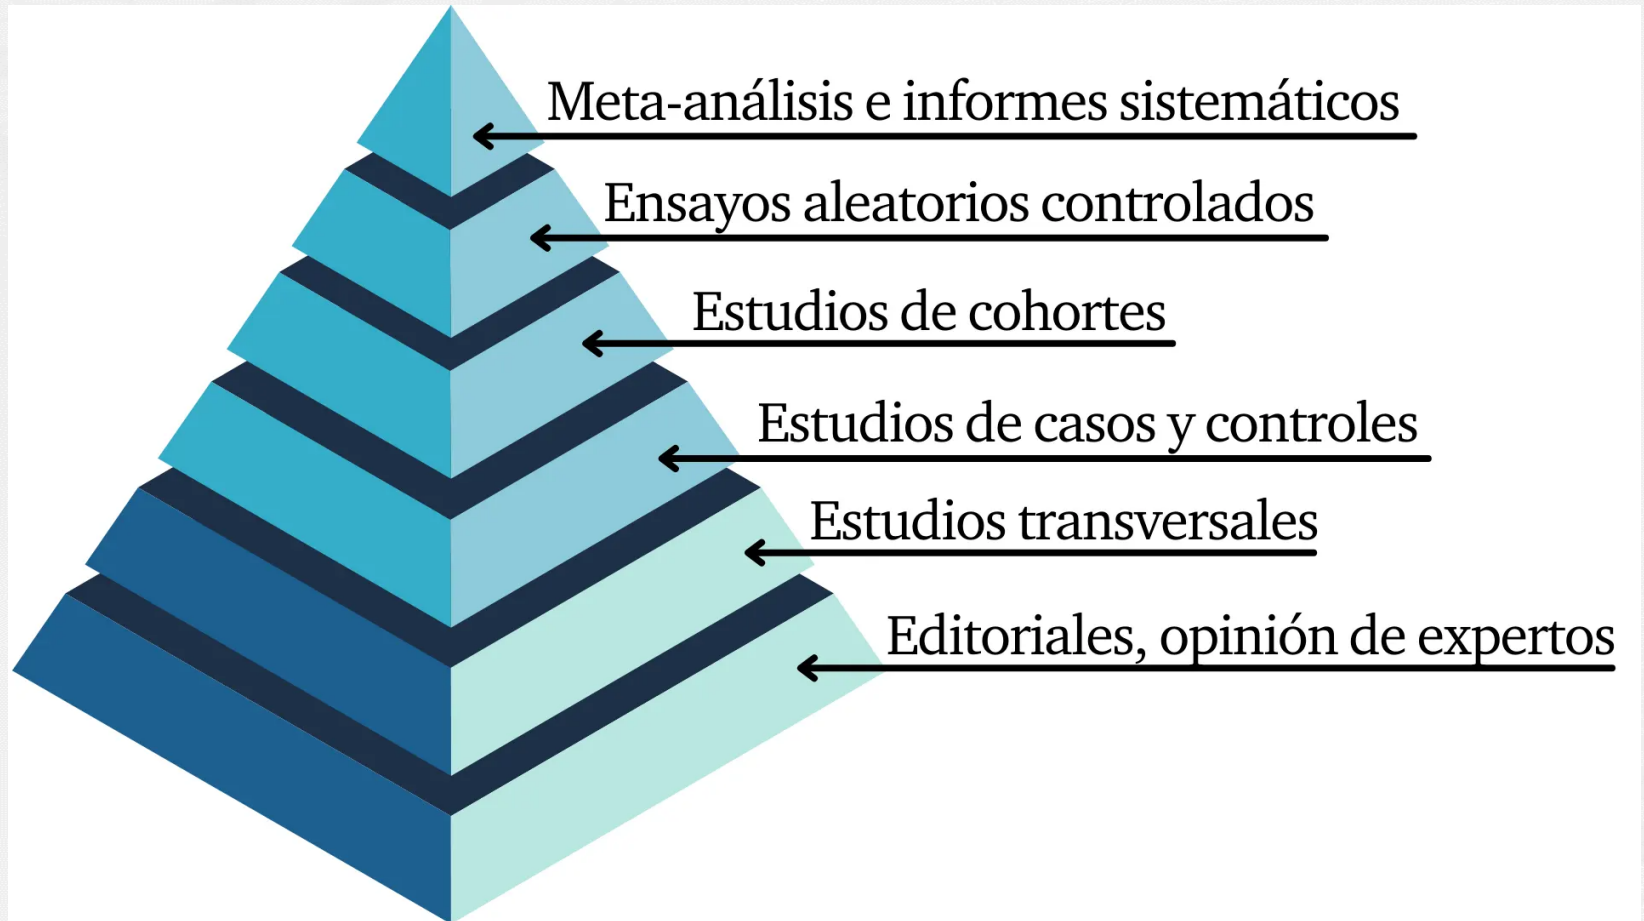 Meta-análisis e informes sistemáticos
Ensayos aleatorios controlados
Estudios de cohortes
Estudios de casos y controles
Estudios transversales
Editoriales, opinión de expertos